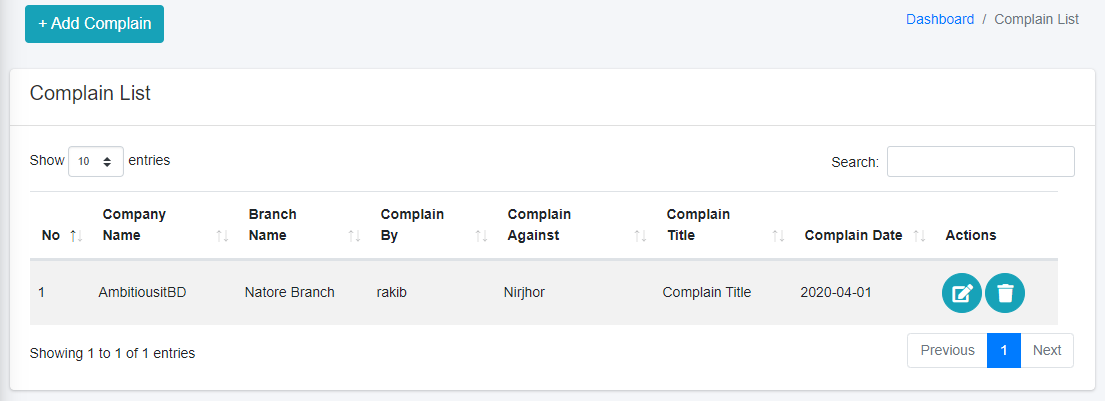 + Add Complain
Dashboard / Complain List
Complain List
Show 10 entries
Search:
No Company Name Branch Name Complain By Complain Against Complain Title Complain Date Actions
1 AmbitiousitBD Natore Branch rakib Nirjhor Complain Title 2020-04-01
Showing 1 to 1 of 1 entries
Previous 1 Next